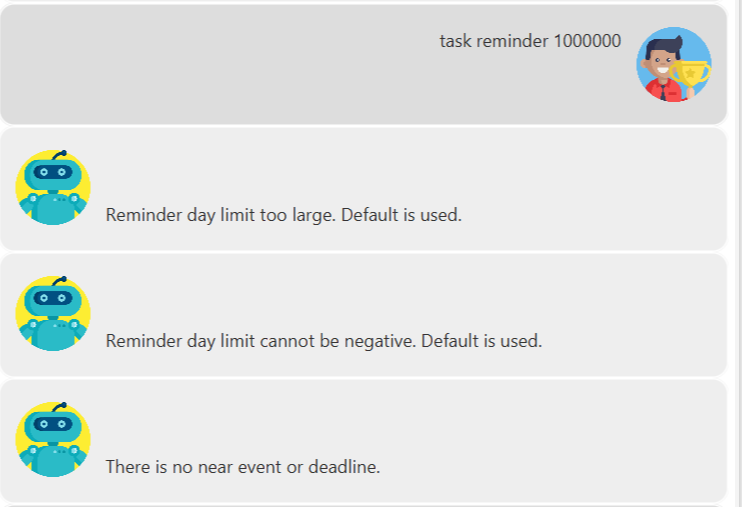 task reminder 1000000
Reminder day limit too large. Default is used.
Reminder day limit cannot be negative. Default is used.
There is no near event or deadline.